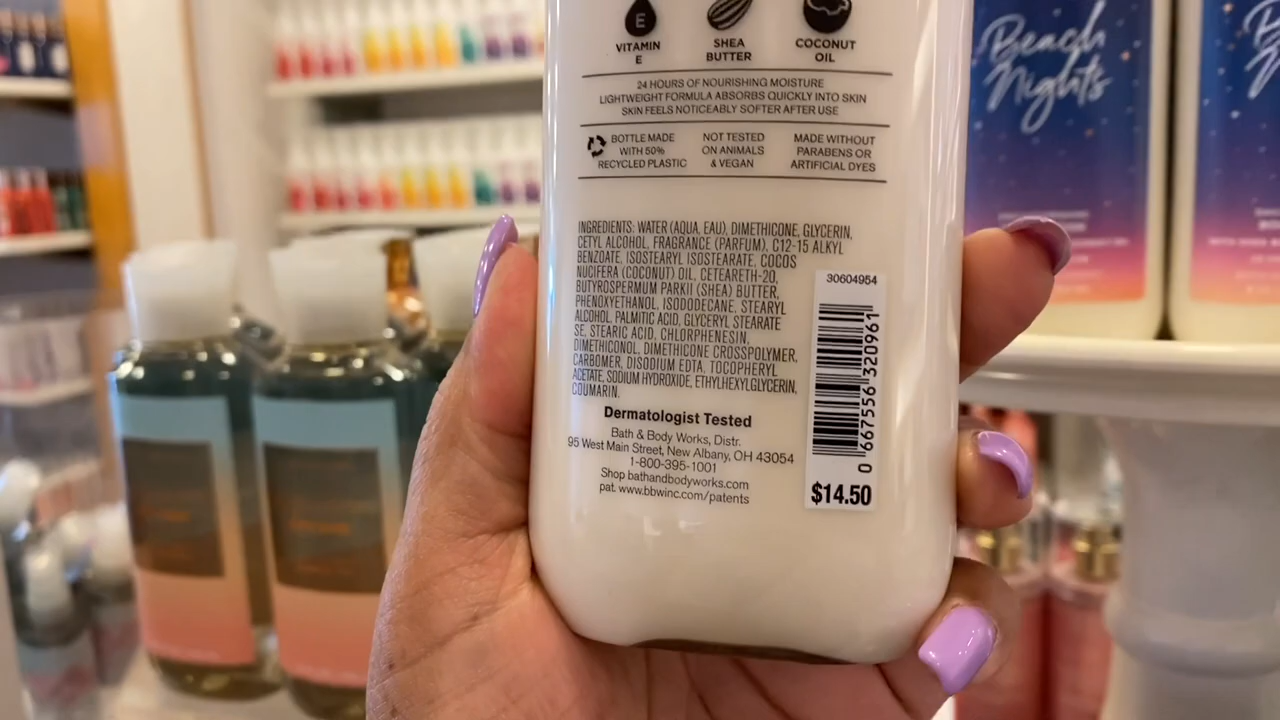 E
VITAMIN
E
SHEA
BUTTER
COCONUT
OIL
24 HOURS OF NOURISHING MOISTURE
LIGHTWEIGHT FORMULA ABSORBS QUICKLY INTO SKIN
SKIN FEELS NOTICEABLY SOFTER AFTER USE
BOTTLE MADE
WITH 50%
RECYCLED PLASTIC
NOT TESTED
ON ANIMALS
& VEGAN
MADE WITHOUT
PARABENS OR
ARTIFICIAL DYES
INGREDIENTS: WATER (AQUA, EAU), DIMETHICONE, GLYCERIN,
CETYL ALCOHOL, FRAGRANCE (PARFUM), C12-15 ALKYL
BENZOATE, ISOSTEARYL ISOSTEARATE, COCOS
NUCIFERA (COCONUT) OIL, CETEARETH-20,
BUTYROSPERMUM PARKII (SHEA) BUTTER,
PHENOXYETHANOL, ISODODECANE, STEARYL
ALCOHOL, PALMITIC ACID, GLYCERYL STEARATE
SE, STEARIC ACID, CHLORPHENESIN,
DIMETHICONOL, DIMETHICONE CROSSPOLYMER,
CARBOMER, DISODIUM EDTA, TOCOPHERYL
ACETATE, SODIUM HYDROXIDE, ETHYLHEXYLGLYCERIN,
COUMARIN.
Dermatologist Tested
Bath & Body Works, Distr.
95 West Main Street, New Albany, OH 43054
1-800-395-1001
Shop bathandbodyworks.com
pat. www.bbwinc.com/patents
30604954
0 667556 320961
$14.50
Beach
Nights